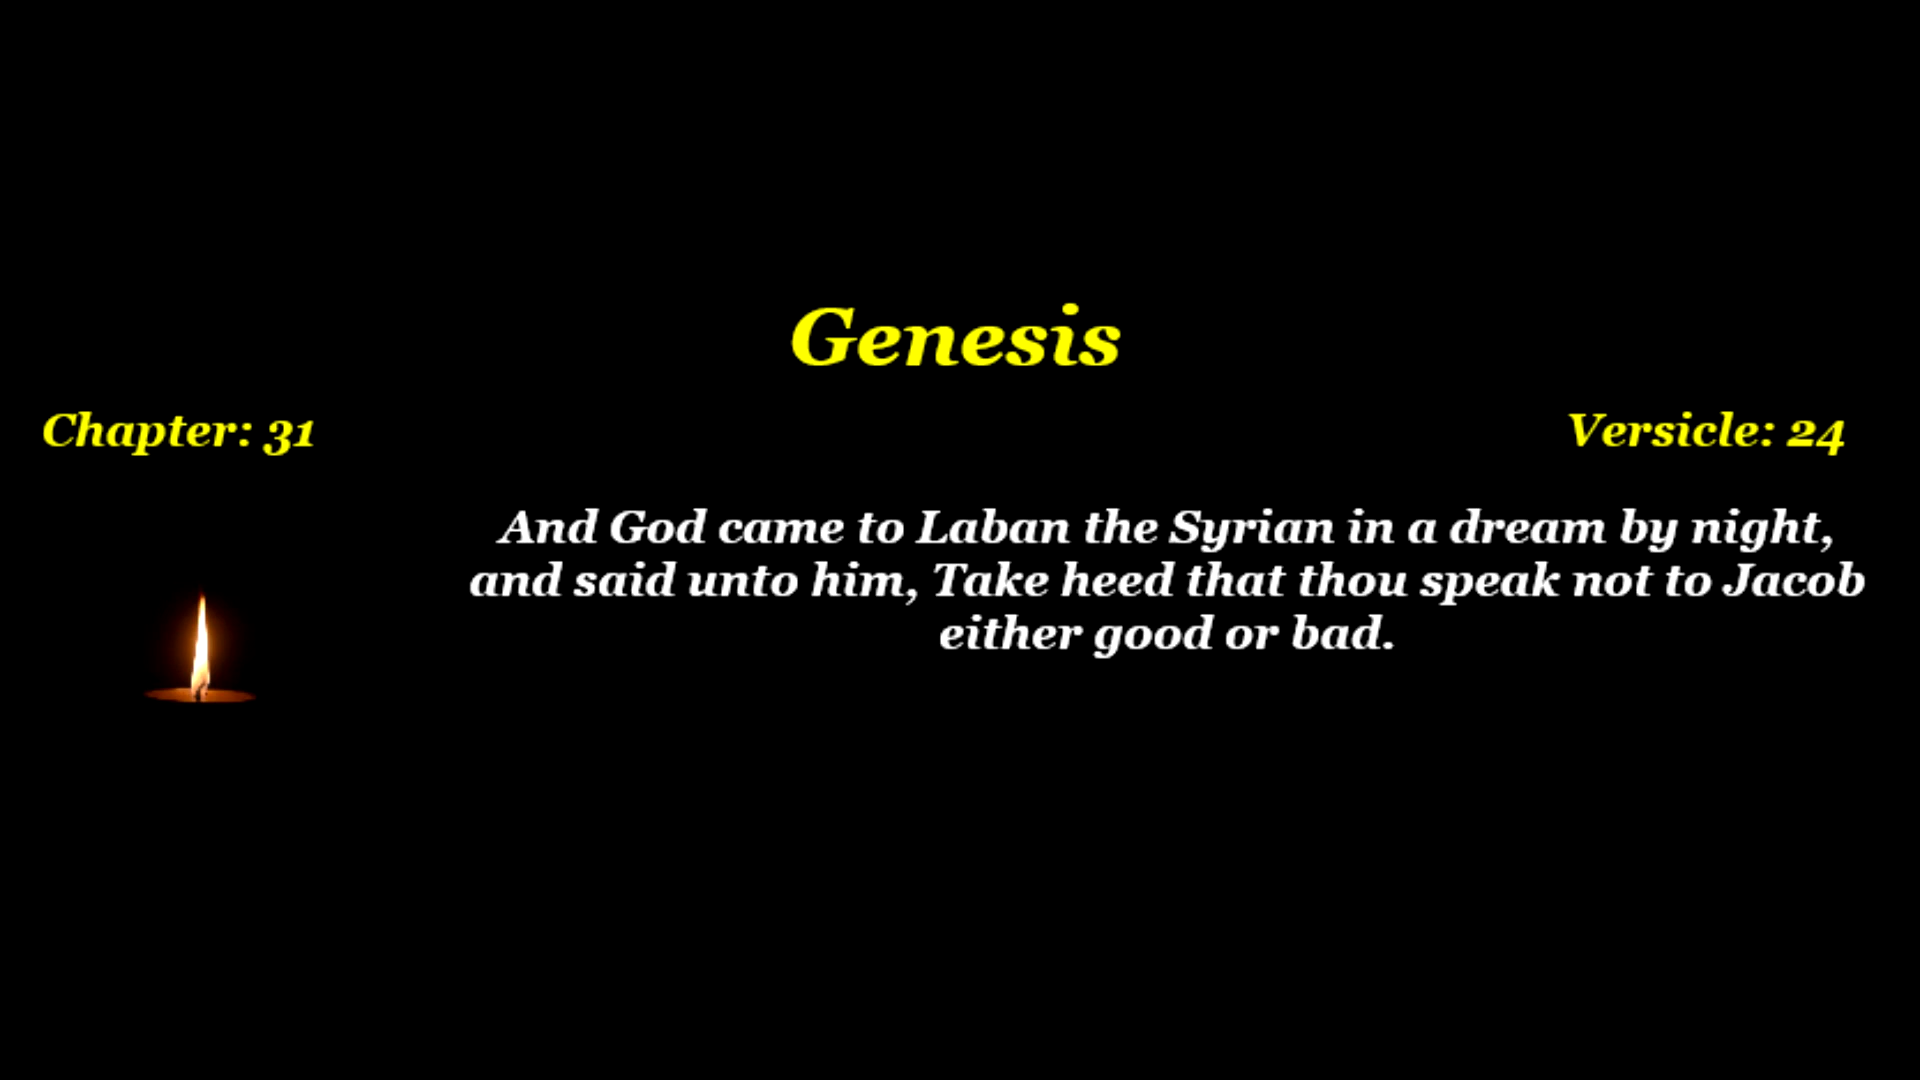 Genesis
Chapter: 31
Versicle: 24
And God came to Laban the Syrian in a dream by night,
and said unto him, Take heed that thou speak not to Jacob
either good or bad.